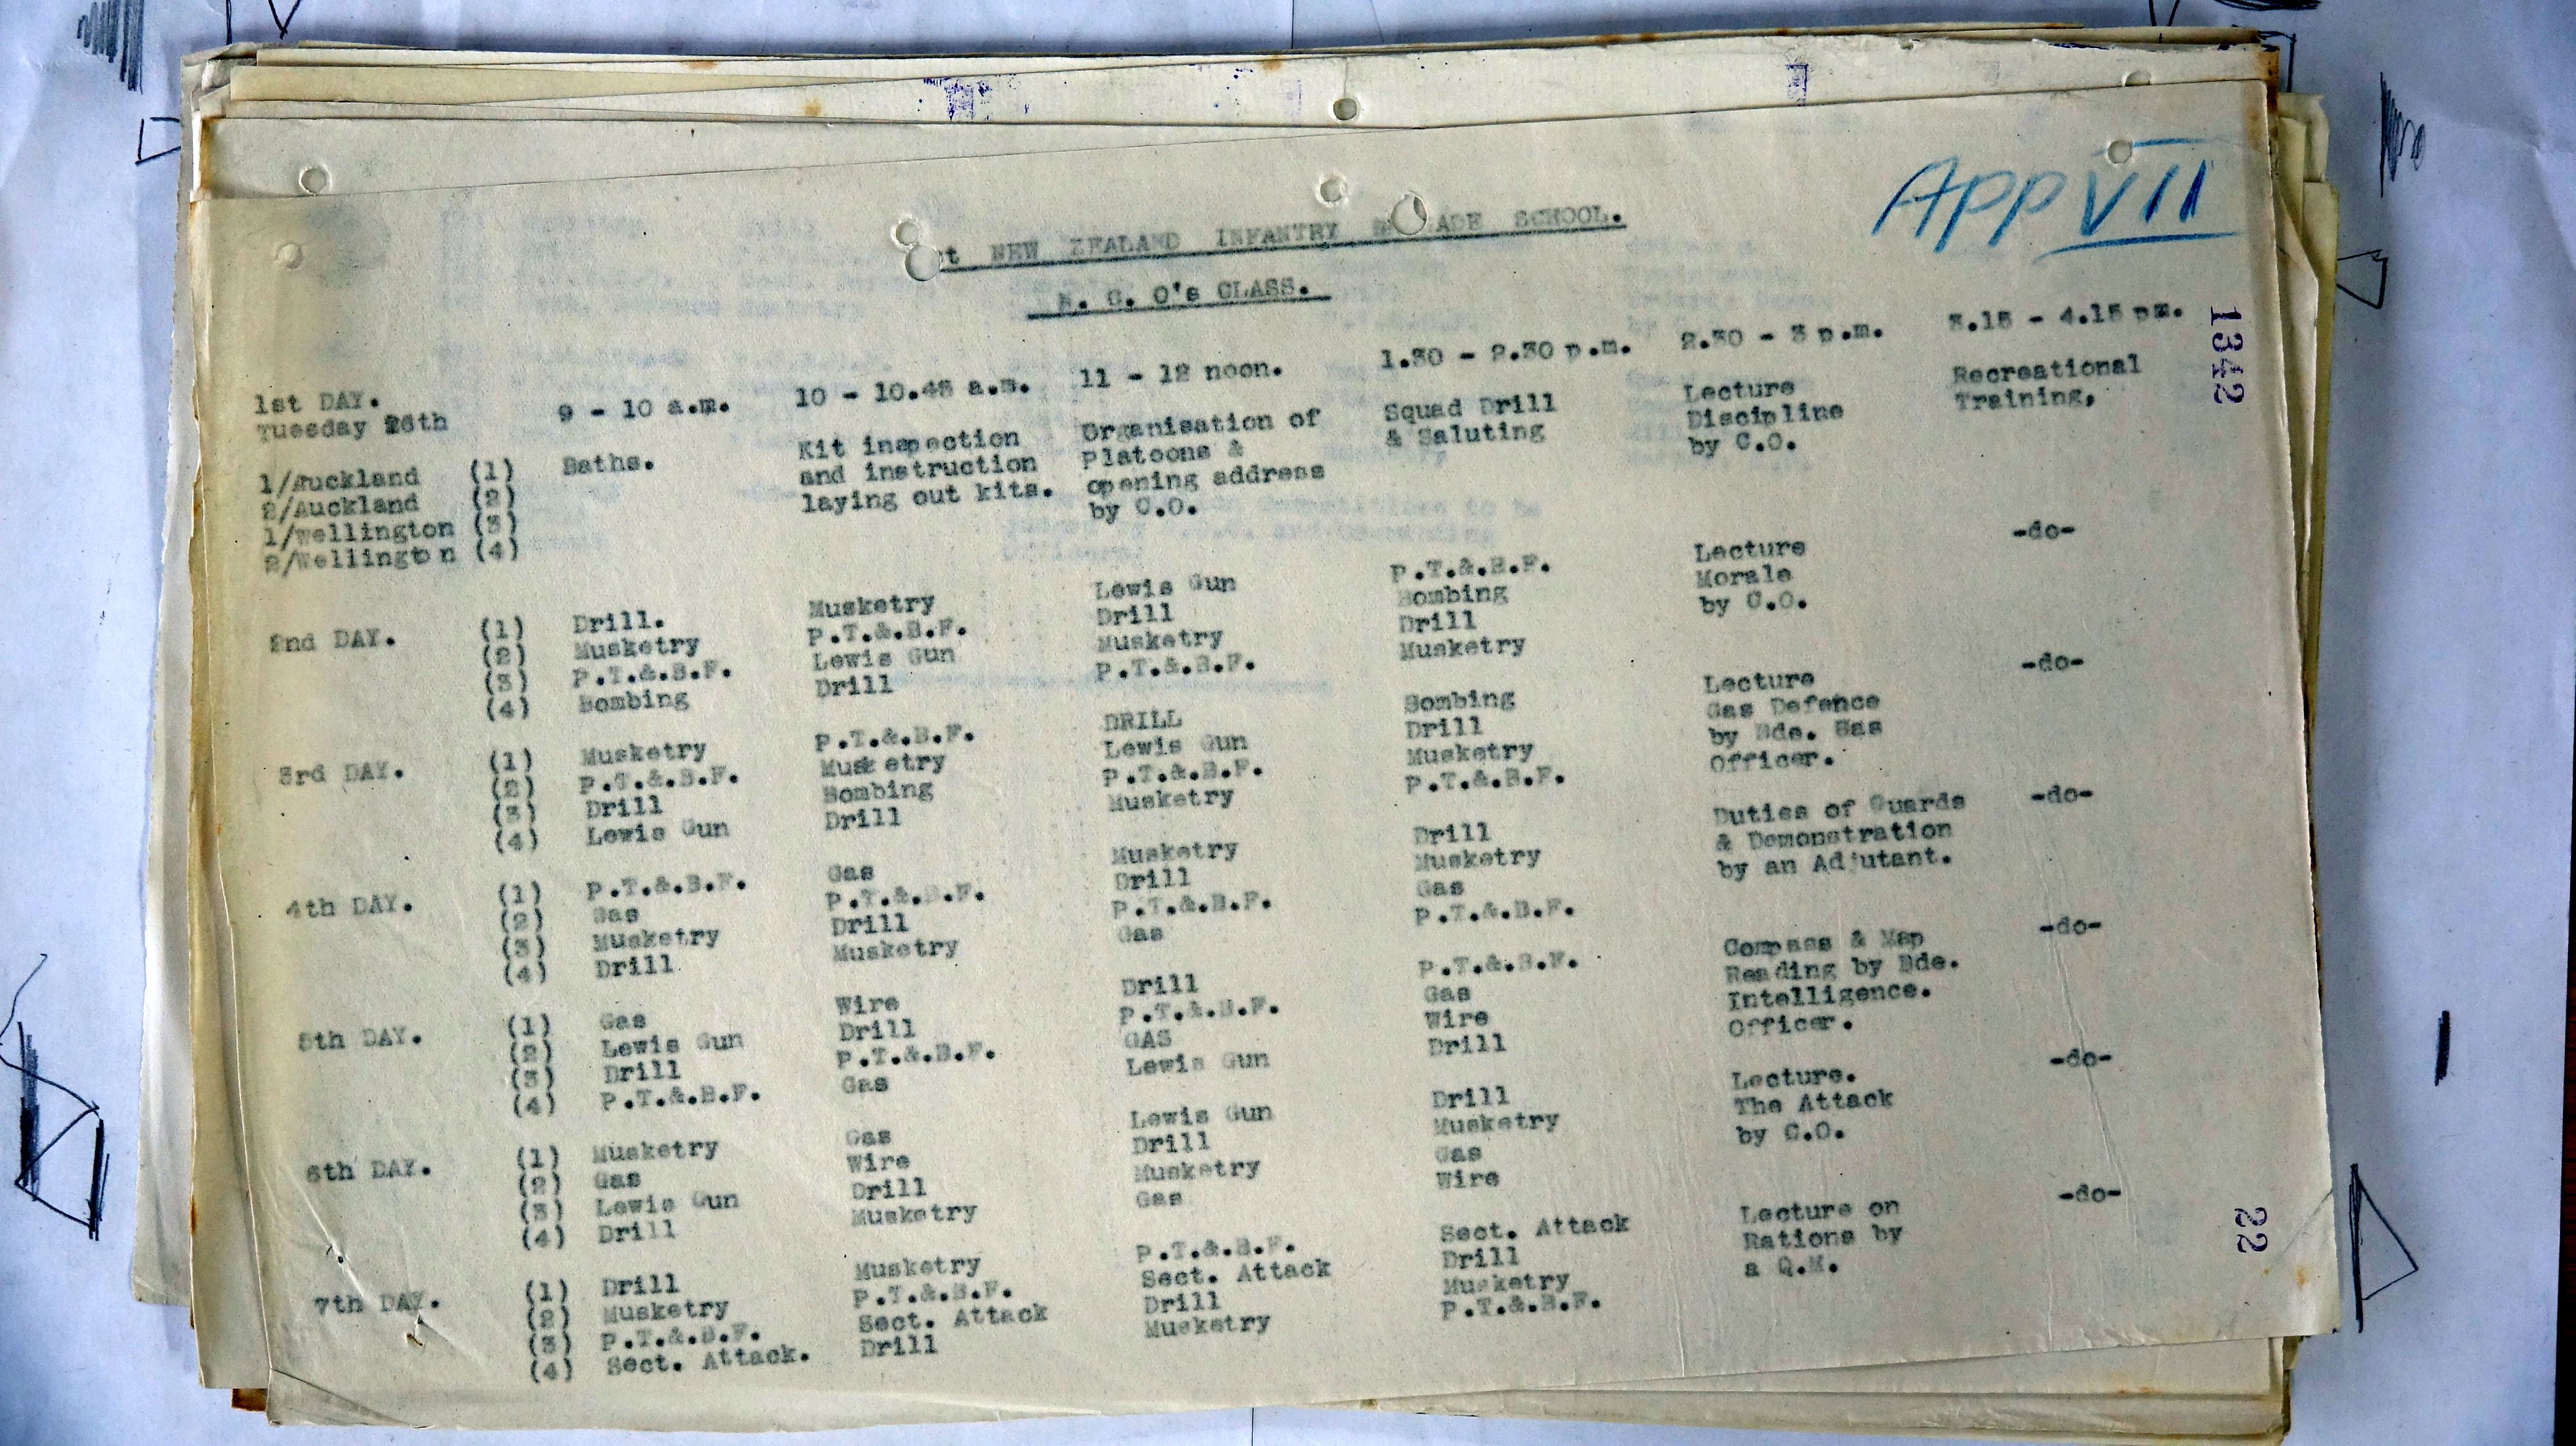 APP VII
st NEW ZEALAND INFANTRY ADE SCHOOL.
N. C. O's CLASS.
1342
1st DAY. 9 - 10 a.m. 10 - 10.45 a.m. 11 - 12 noon. 1.30 - 2.30 p.m. 2.30 - 3 p.m. 3.15 - 4.15 pm.
Tuesday 26th Kit inspection Organisation of Squad Drill Lecture Recreational
1/Auckland (1) Baths. and instruction Platoons & & Saluting Discipline Training,
2/Auckland (2) laying out kits. opening address by C.O.
1/Wellington (3) by C.O.
2/Wellington (4)
2nd DAY. (1) Drill. Musketry Lewis Gun P.T.&.B.F. Lecture -do-
(2) Musketry P.T.&.B.F. Drill Bombing Morale
(3) P.T.&.B.F. Lewis Gun Musketry Drill by C.O.
(4) Bombing Drill P.T.&.B.F. Musketry
3rd DAY. (1) Musketry P.T.&.B.F. DRILL Bombing Lecture -do-
(2) P.T.&.B.F. Musketry Lewis Gun Drill Gas Defence
(3) Drill Bombing P.T.&.B.F. Musketry by Bde. Gas
(4) Lewis Gun Drill Musketry P.T.&.B.F. Officer.
4th DAY. (1) P.T.&.B.F. Gas Musketry Drill Duties of Guards -do-
(2) Gas P.T.&.B.F. Drill Musketry & Demonstration
(3) Musketry Drill P.T.&.B.F. Gas by an Adjutant.
(4) Drill Musketry Gas P.T.&.B.F.
5th DAY. (1) Gas Wire Drill P.T.&.B.F. Compass & Map -do-
(2) Lewis Gun Drill P.T.&.B.F. Gas Reading by Bde.
(3) Drill P.T.&.B.F. GAS Wire Intelligence.
(4) P.T.&.B.F. Gas Lewis Gun Drill Officer.
6th DAY. (1) Musketry Gas Lewis Gun Drill Lecture. -do-
(2) Gas Wire Drill Musketry The Attack
(3) Lewis Gun Drill Musketry Gas by C.O.
(4) Drill Musketry Gas Wire
7th DAY. (1) Drill Musketry P.T.&.B.F. Sect. Attack Lecture on -do-
(2) Musketry P.T.&.B.F. Sect. Attack Drill Rations by
(3) P.T.&.B.F. Sect. Attack Drill Musketry a Q.M.
(4) Sect. Attack. Drill Musketry P.T.&.B.F.
22